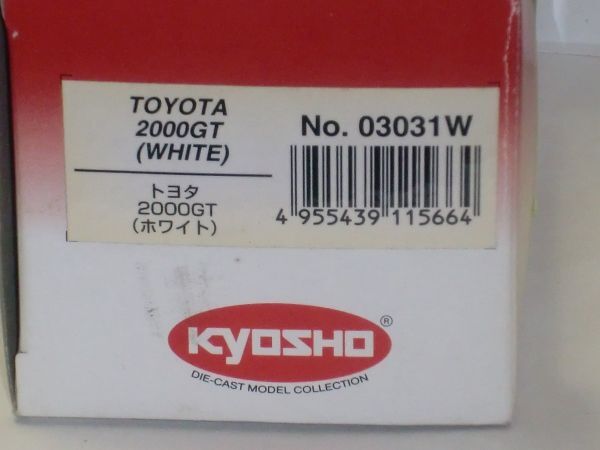 TOYOTA
2000GT
(WHITE)
トヨタ
2000GT
(ホワイト)
No. 03031W
4 955439 115664
KYOSHO®
DIE-CAST MODEL COLLECTION